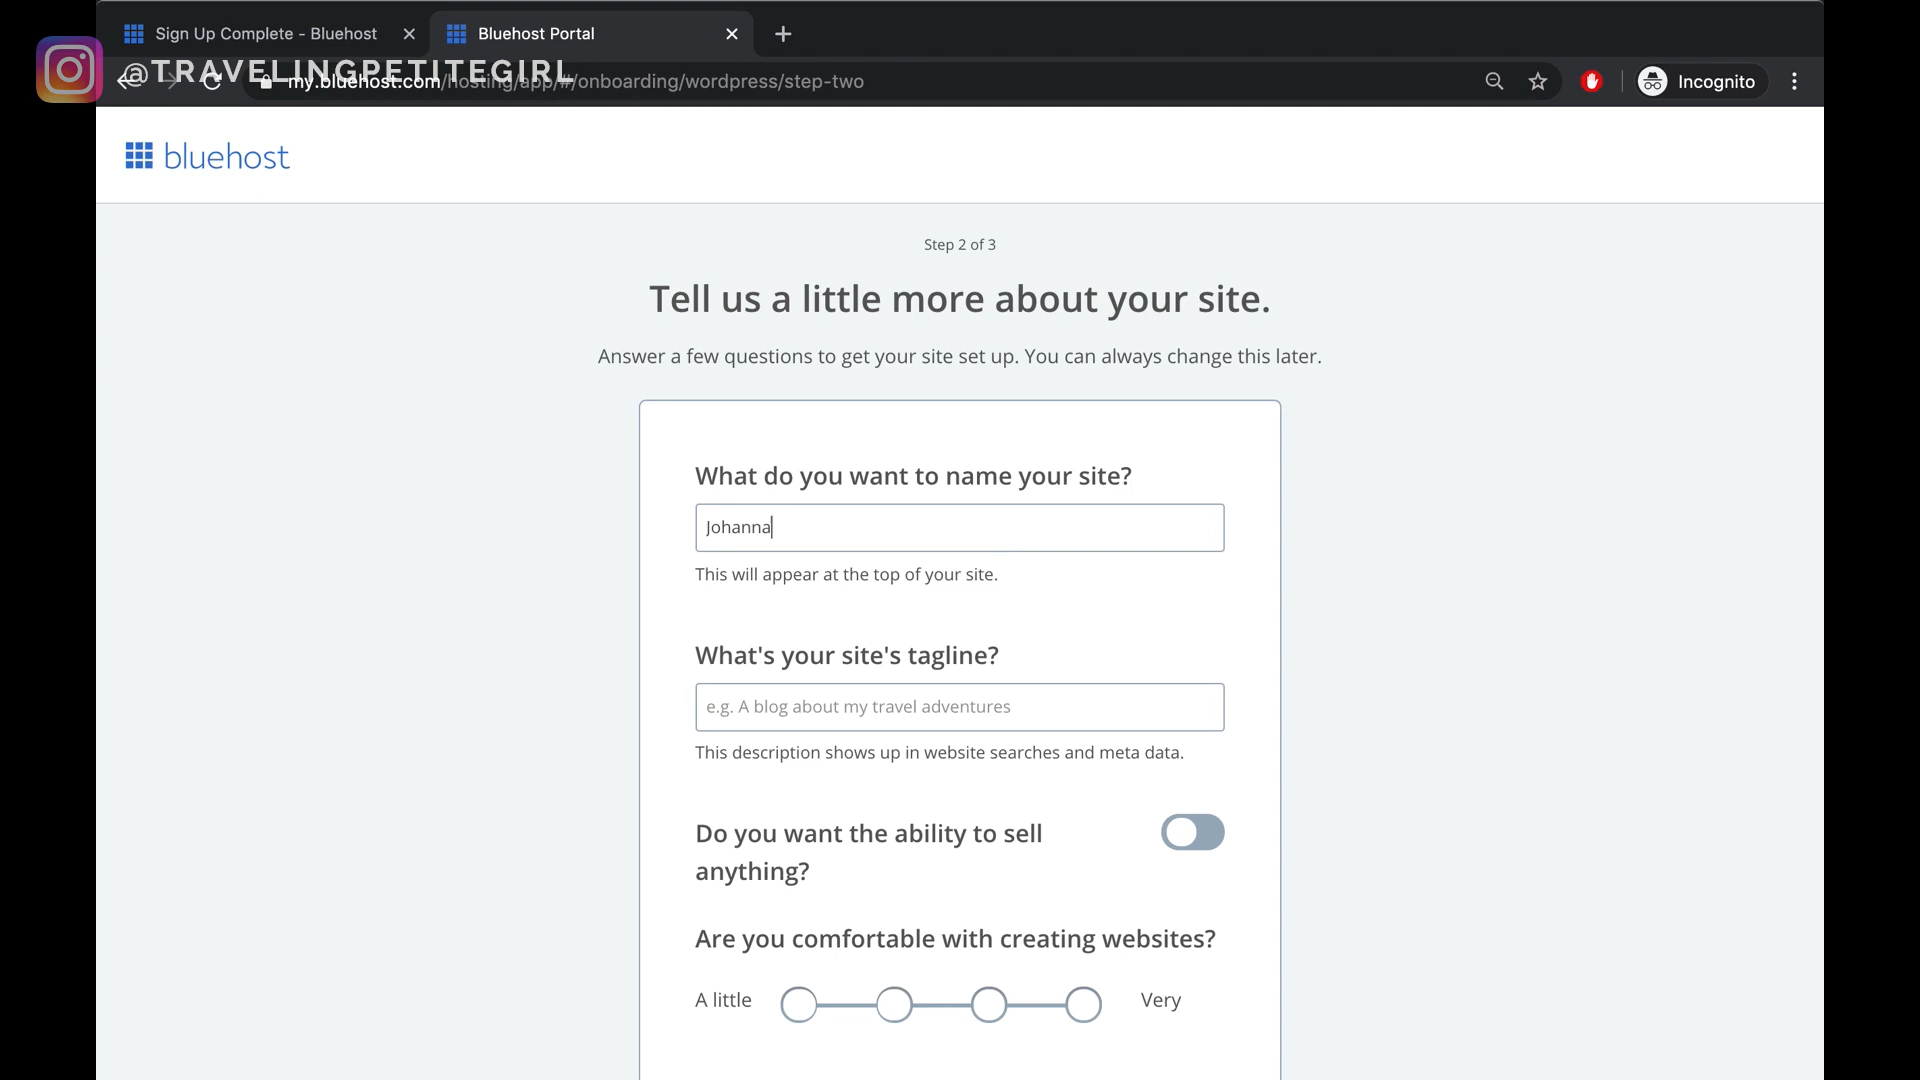 Sign Up Complete - Bluehost
Bluehost Portal
@TRAVELINGPETITEGIRL
my.bluehost.com/hosting/app/#/onboarding/wordpress/step-two
Incognito
bluehost
Step 2 of 3
Tell us a little more about your site.
Answer a few questions to get your site set up. You can always change this later.
What do you want to name your site?
Johanna
This will appear at the top of your site.
What's your site's tagline?
e.g. A blog about my travel adventures
This description shows up in website searches and meta data.
Do you want the ability to sell
anything?
Are you comfortable with creating websites?
A little
Very